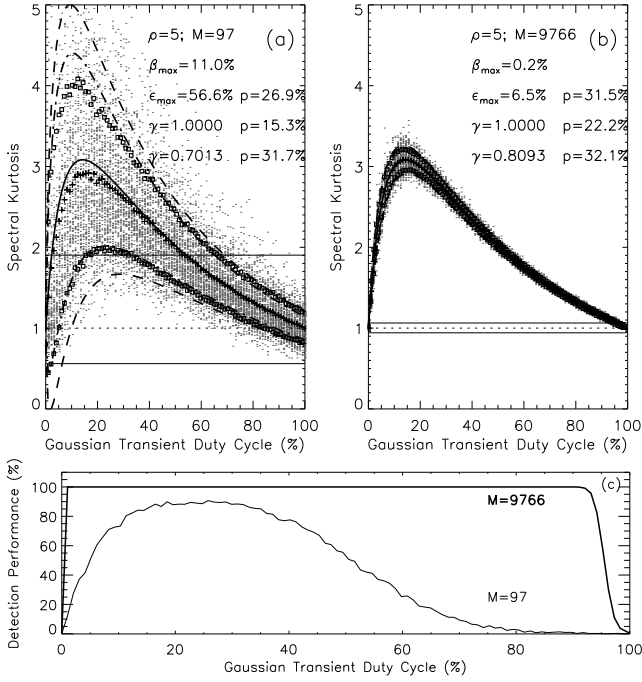 ρ=5; M=97 (a)
βmax=11.0%
ϵmax=56.6% p=26.9%
γ=1.0000 p=15.3%
γ=0.7013 p=31.7%
5
4
3
2
1
0
Spectral Kurtosis
0 20 40 60 80 100
Gaussian Transient Duty Cycle (%)
ρ=5; M=9766 (b)
βmax=0.2%
ϵmax=6.5% p=31.5%
γ=1.0000 p=22.2%
γ=0.8093 p=32.1%
5
4
3
2
1
0
Spectral Kurtosis
0 20 40 60 80 100
Gaussian Transient Duty Cycle (%)
(c)
M=9766
M=97
100
80
60
40
20
0
Detection Performance (%)
0 20 40 60 80 100
Gaussian Transient Duty Cycle (%)